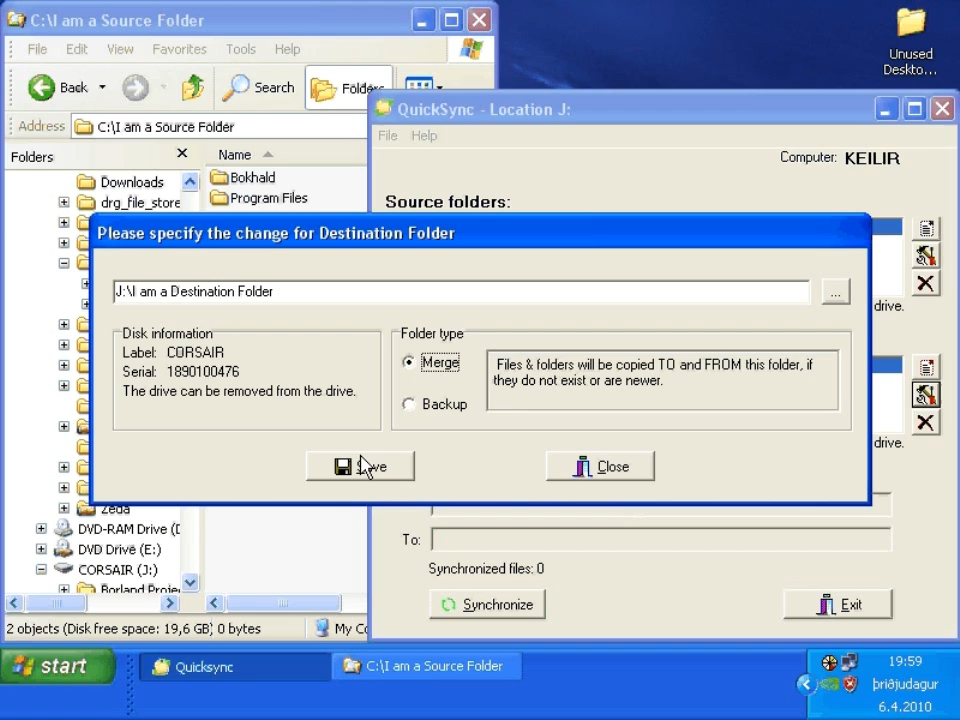 C:\I am a Source Folder
File Edit View Favorites Tools Help
Back Search Folders
Address C:\I am a Source Folder
Folders
Name
Downloads
drg_file_store
Bokhald
Program Files
Unused
Deskto...
QuickSync - Location J:
File Help
Computer: KEILIR
Source folders:
drive.
drive.
Please specify the change for Destination Folder
J:\I am a Destination Folder
...
Disk information
Label: CORSAIR
Serial: 1890100476
The drive can be removed from the drive.
Folder type
Merge
Backup
Files & folders will be copied TO and FROM this folder, if
they do not exist or are newer.
Save
Close
Zeda
DVD-RAM Drive (D
DVD Drive (E:)
CORSAIR (J:)
Borland Proje
2 objects (Disk free space: 19,6 GB) 0 bytes
My Co
To:
Synchronized files: 0
Synchronize
Exit
start
Quicksync
C:\I am a Source Folder
19:59
þriðjudagur
6.4.2010